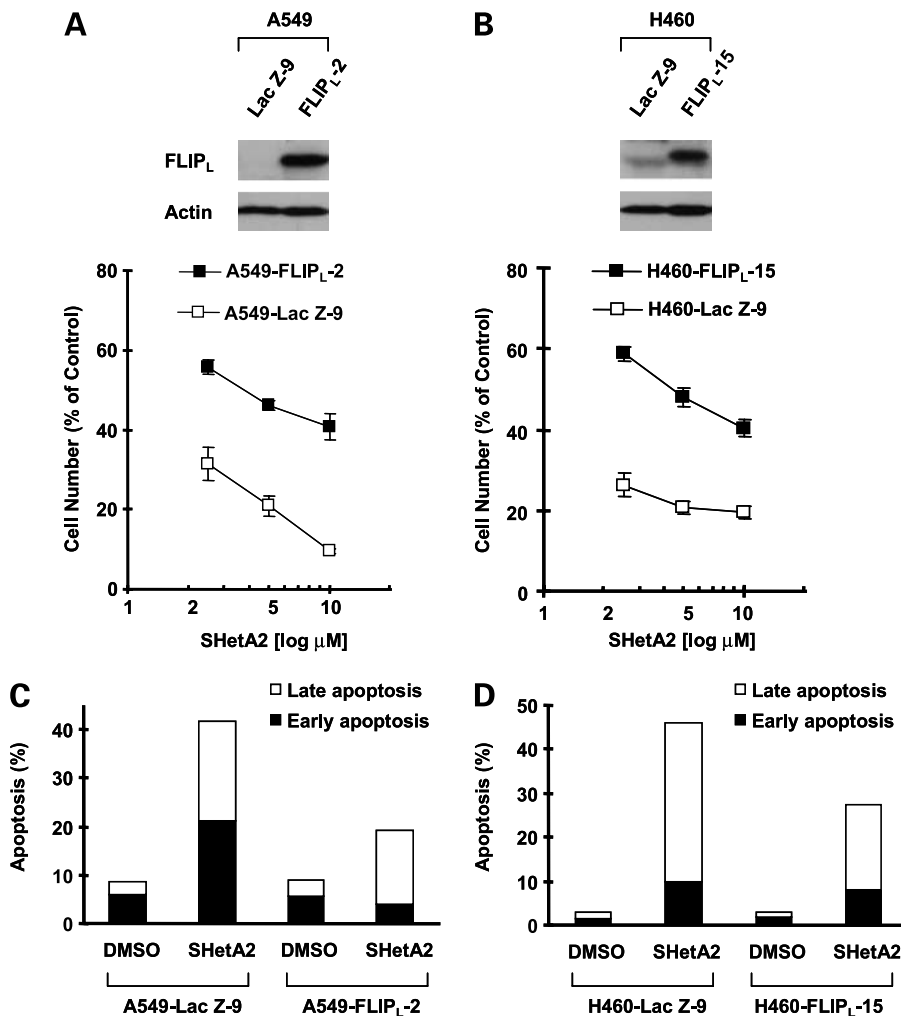 A
A549
Lac Z-9
FLIPL-2
FLIPL
Actin
80
60
40
20
0
Cell Number (% of Control)
A549-FLIPL-2
A549-Lac Z-9
1
2
5
10
SHetA2 [log μM]
B
H460
Lac Z-9
FLIPL-15
80
60
40
20
0
Cell Number (% of Control)
H460-FLIPL-15
H460-Lac Z-9
1
2
5
10
SHetA2 [log μM]
C
Late apoptosis
Early apoptosis
40
30
20
10
0
Apoptosis (%)
DMSO SHetA2 DMSO SHetA2
A549-Lac Z-9 A549-FLIPL-2
D
Late apoptosis
Early apoptosis
50
40
30
20
10
0
Apoptosis (%)
DMSO SHetA2 DMSO SHetA2
H460-Lac Z-9 H460-FLIPL-15